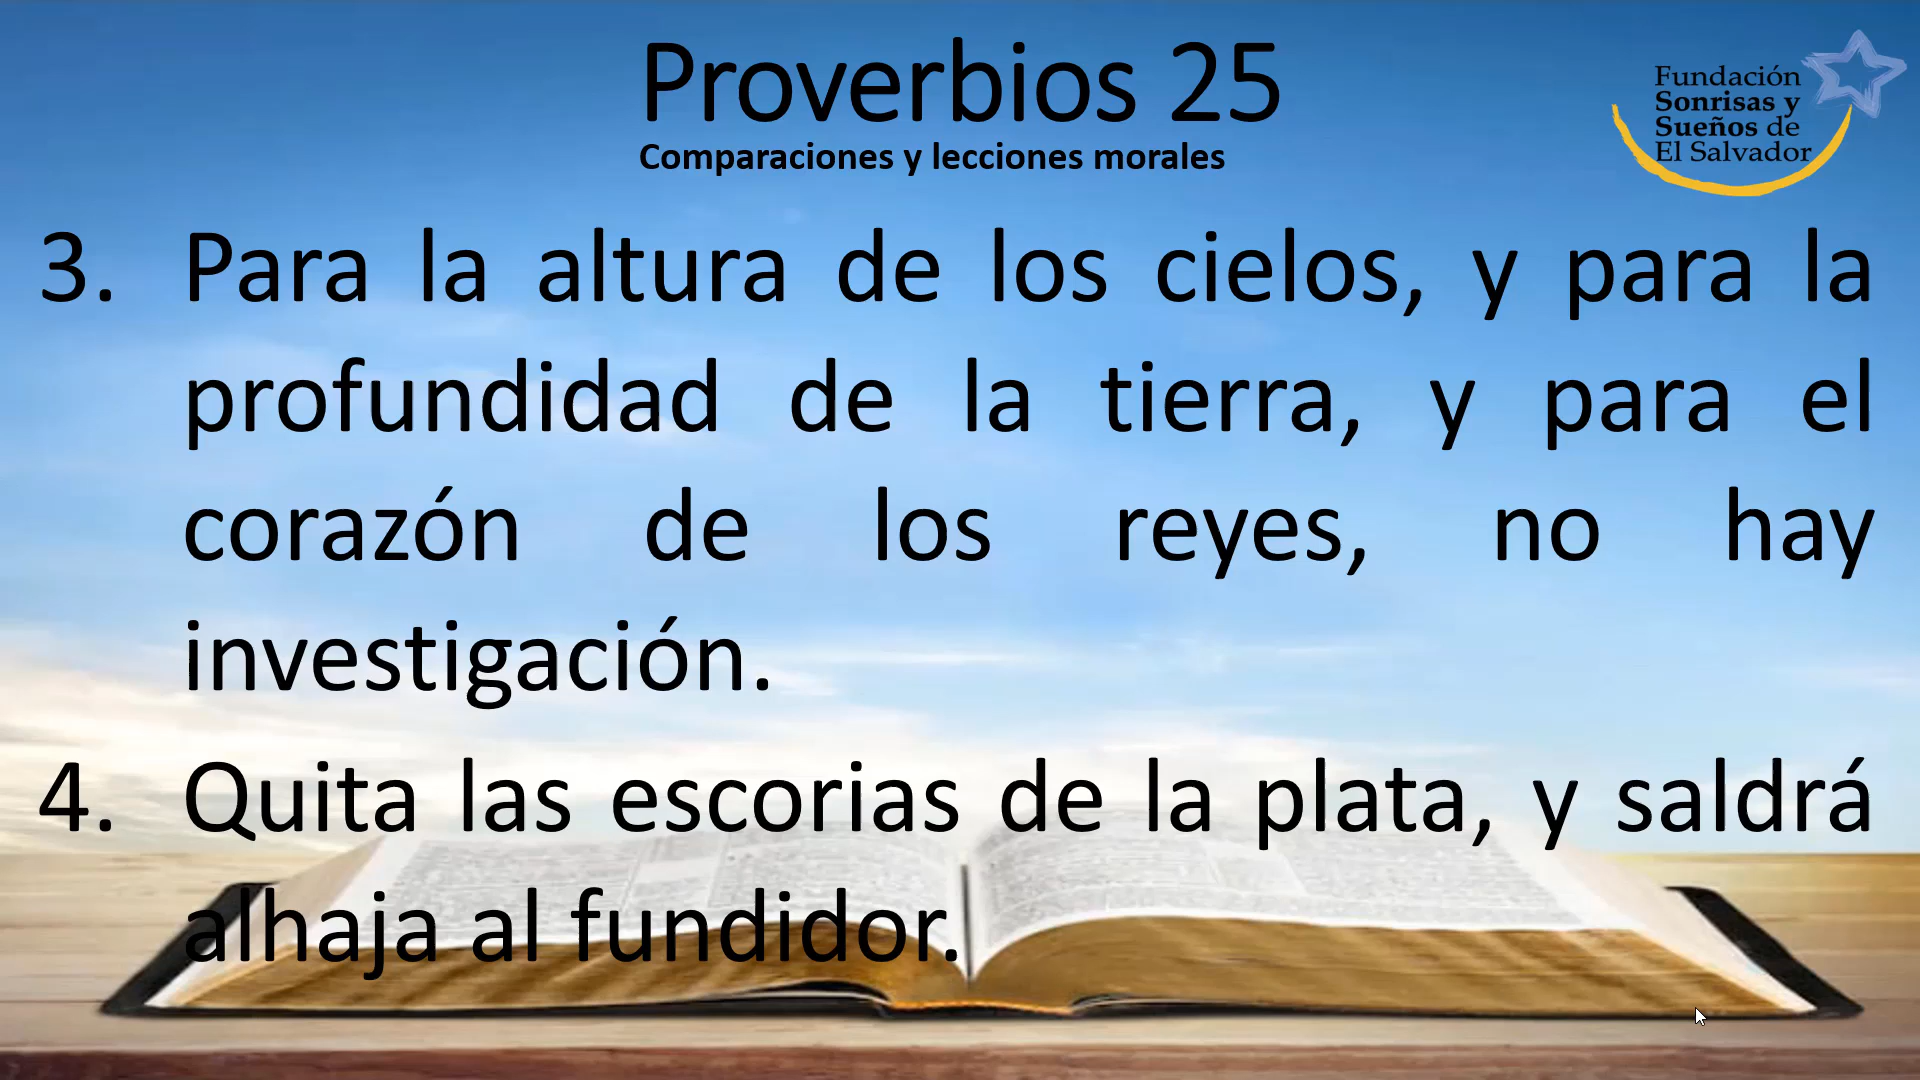 Proverbios 25
Comparaciones y lecciones morales
Fundación
Sonrisas y
Sueños de
El Salvador
3. Para la altura de los cielos, y para la
profundidad de la tierra, y para el
corazón de los reyes, no hay
investigación.
4. Quita las escorias de la plata, y saldrá
alhaja al fundidor.